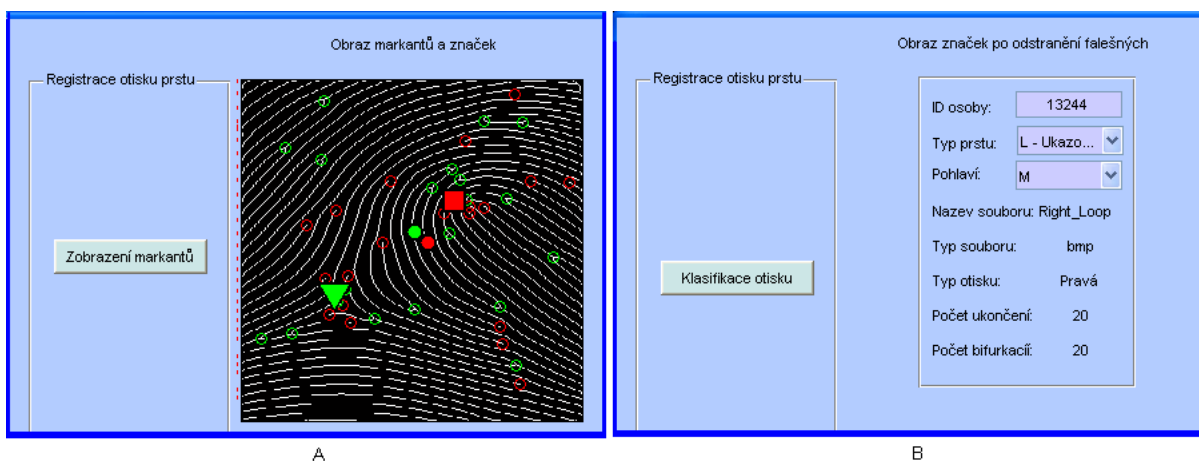 Obraz markantů a značek
Registrace otisku prstu
Zobrazení markantů
A
Obraz značek po odstranění falešných
Registrace otisku prstu
Klasifikace otisku
ID osoby: 13244
Typ prstu: L - Ukazo...
Pohlaví: M
Nazev souboru: Right_Loop
Typ souboru: bmp
Typ otisku: Pravá
Počet ukončení: 20
Počet bifurkacíí: 20
B